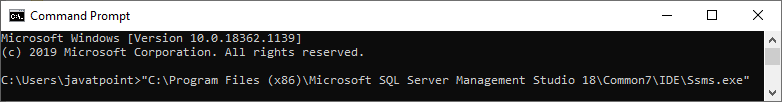 Command Prompt
Microsoft Windows [Version 10.0.18362.1139]
(c) 2019 Microsoft Corporation. All rights reserved.
C:\Users\javatpoint>"C:\Program Files (x86)\Microsoft SQL Server Management Studio 18\Common7\IDE\Ssms.exe"